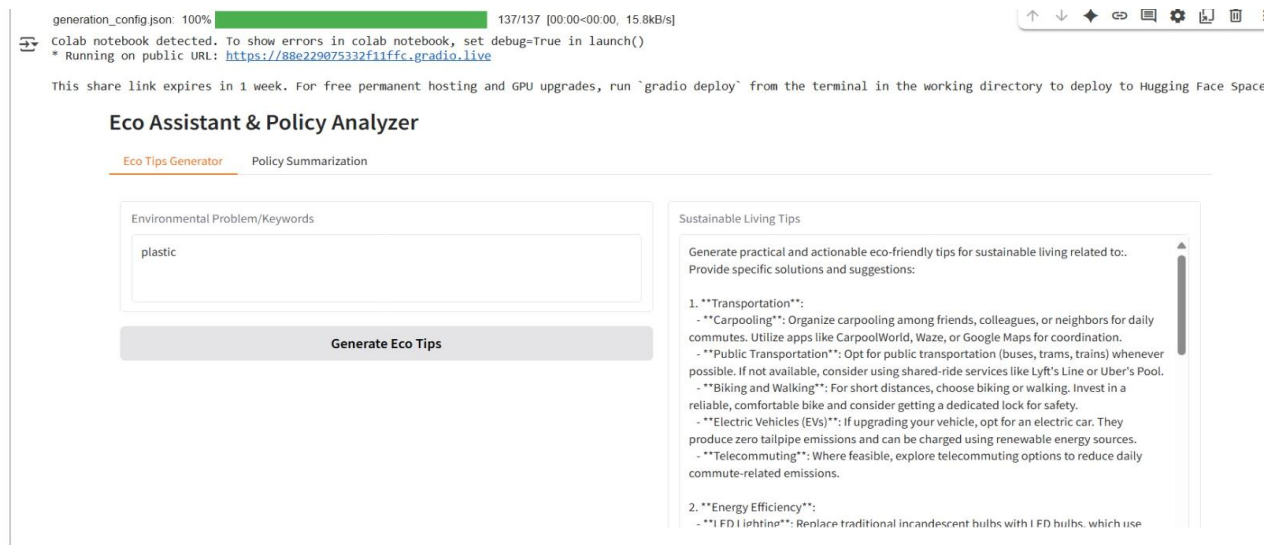 generation_config.json: 100% 137/137 [00:00<00:00, 15.8kB/s]
Colab notebook detected. To show errors in colab notebook, set debug=True in launch()
* Running on public URL: https://88e229075332f11ffc.gradio.live
This share link expires in 1 week. For free permanent hosting and GPU upgrades, run `gradio deploy` from the terminal in the working directory to deploy to Hugging Face Space
Eco Assistant & Policy Analyzer
Eco Tips Generator Policy Summarization
Environmental Problem/Keywords
plastic
Generate Eco Tips
Sustainable Living Tips
Generate practical and actionable eco-friendly tips for sustainable living related to:.
Provide specific solutions and suggestions:
1. **Transportation**:
- **Carpooling**: Organize carpooling among friends, colleagues, or neighbors for daily
commutes. Utilize apps like CarpoolWorld, Waze, or Google Maps for coordination.
- **Public Transportation**: Opt for public transportation (buses, trams, trains) whenever
possible. If not available, consider using shared-ride services like Lyft's Line or Uber's Pool.
- **Biking and Walking**: For short distances, choose biking or walking. Invest in a
reliable, comfortable bike and consider getting a dedicated lock for safety.
- **Electric Vehicles (EVs)**: If upgrading your vehicle, opt for an electric car. They
produce zero tailpipe emissions and can be charged using renewable energy sources.
- **Telecommuting**: Where feasible, explore telecommuting options to reduce daily
commute-related emissions.
2. **Energy Efficiency**:
- **LED Lighting**: Replace traditional incandescent bulbs with LED bulbs, which use